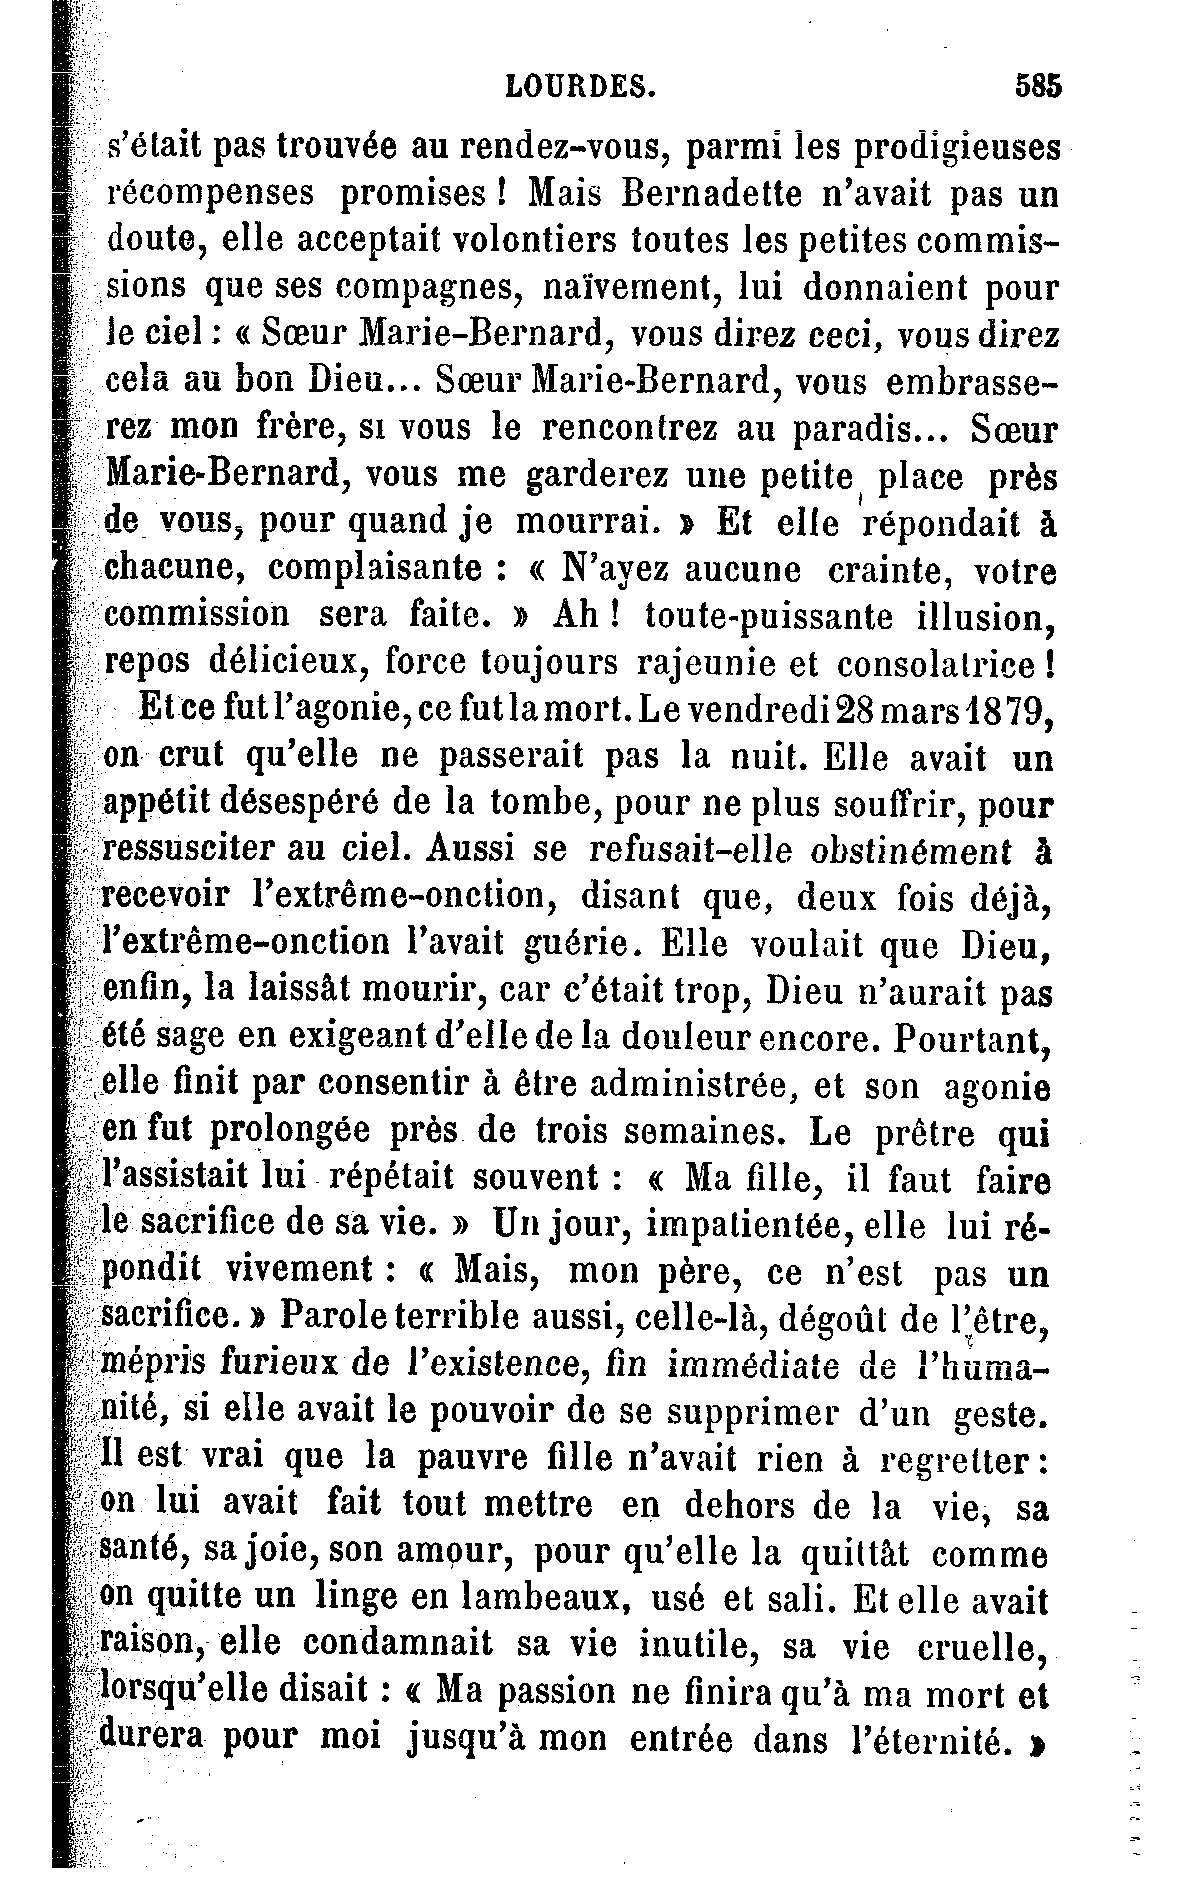 LOURDES. 585
s'était pas trouvée au rendez-vous, parmi les prodigieuses
récompenses promises ! Mais Bernadette n'avait pas un
doute, elle acceptait volontiers toutes les petites commis-
sions que ses compagnes, naïvement, lui donnaient pour
le ciel : « Sœur Marie-Bernard, vous direz ceci, vous direz
cela au bon Dieu... Sœur Marie-Bernard, vous embrasse-
rez mon frère, si vous le rencontrez au paradis... Sœur
Marie-Bernard, vous me garderez une petite place près
de vous, pour quand je mourrai. » Et elle répondait à
chacune, complaisante : « N'ayez aucune crainte, votre
commission sera faite. » Ah ! toute-puissante illusion,
repos délicieux, force toujours rajeunie et consolatrice !
Et ce fut l'agonie, ce fut la mort. Le vendredi 28 mars 1879,
on crut qu'elle ne passerait pas la nuit. Elle avait un
appétit désespéré de la tombe, pour ne plus souffrir, pour
ressusciter au ciel. Aussi se refusait-elle obstinément à
recevoir l'extrême-onction, disant que, deux fois déjà,
l'extrême-onction l'avait guérie. Elle voulait que Dieu,
enfin, la laissât mourir, car c'était trop, Dieu n'aurait pas
été sage en exigeant d'elle de la douleur encore. Pourtant,
elle finit par consentir à être administrée, et son agonie
en fut prolongée près de trois semaines. Le prêtre qui
l'assistait lui répétait souvent : « Ma fille, il faut faire
le sacrifice de sa vie. » Un jour, impatientée, elle lui ré-
pondit vivement : « Mais, mon père, ce n'est pas un
sacrifice. » Parole terrible aussi, celle-là, dégoût de l'être,
mépris furieux de l'existence, fin immédiate de l'huma-
nité, si elle avait le pouvoir de se supprimer d'un geste.
Il est vrai que la pauvre fille n'avait rien à regretter :
on lui avait fait tout mettre en dehors de la vie, sa
santé, sa joie, son amour, pour qu'elle la quittât comme
on quitte un linge en lambeaux, usé et sali. Et elle avait
raison, elle condamnait sa vie inutile, sa vie cruelle,
lorsqu'elle disait : « Ma passion ne finira qu'à ma mort et
durera pour moi jusqu'à mon entrée dans l'éternité. »